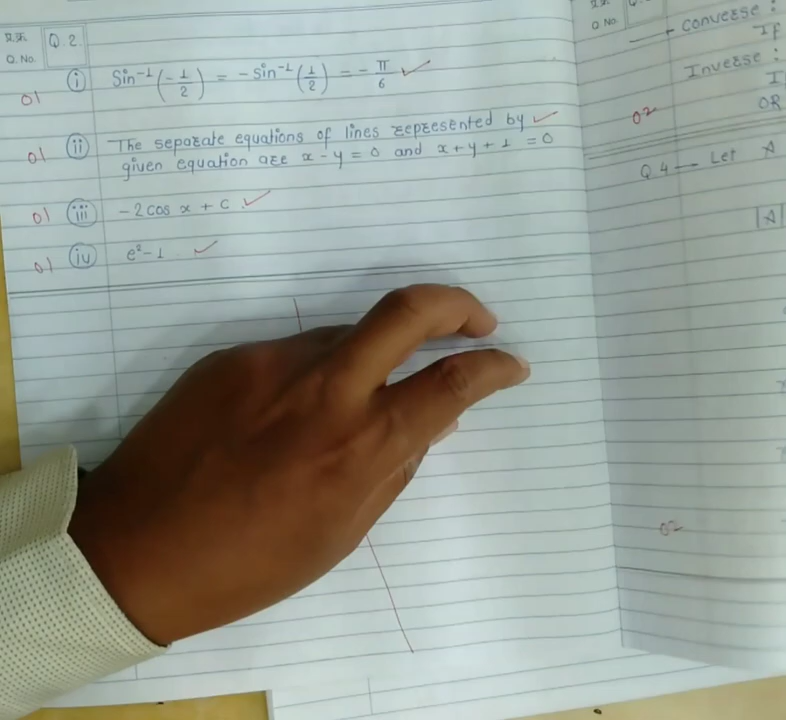 प्र.क्र. Q. No.
Q.2.
01 (i) Sin⁻¹(-1/2) = -Sin⁻¹(1/2) = -π/6
01 (ii) The separate equations of lines represented by
given equation are x - y = 0 and x + y + 1 = 0
01 (iii) -2 cos x + c
01 (iv) e² - 1
Q No.
Converse :
If
Inverse :
OR
02
Q 4 — Let A
|A|
02